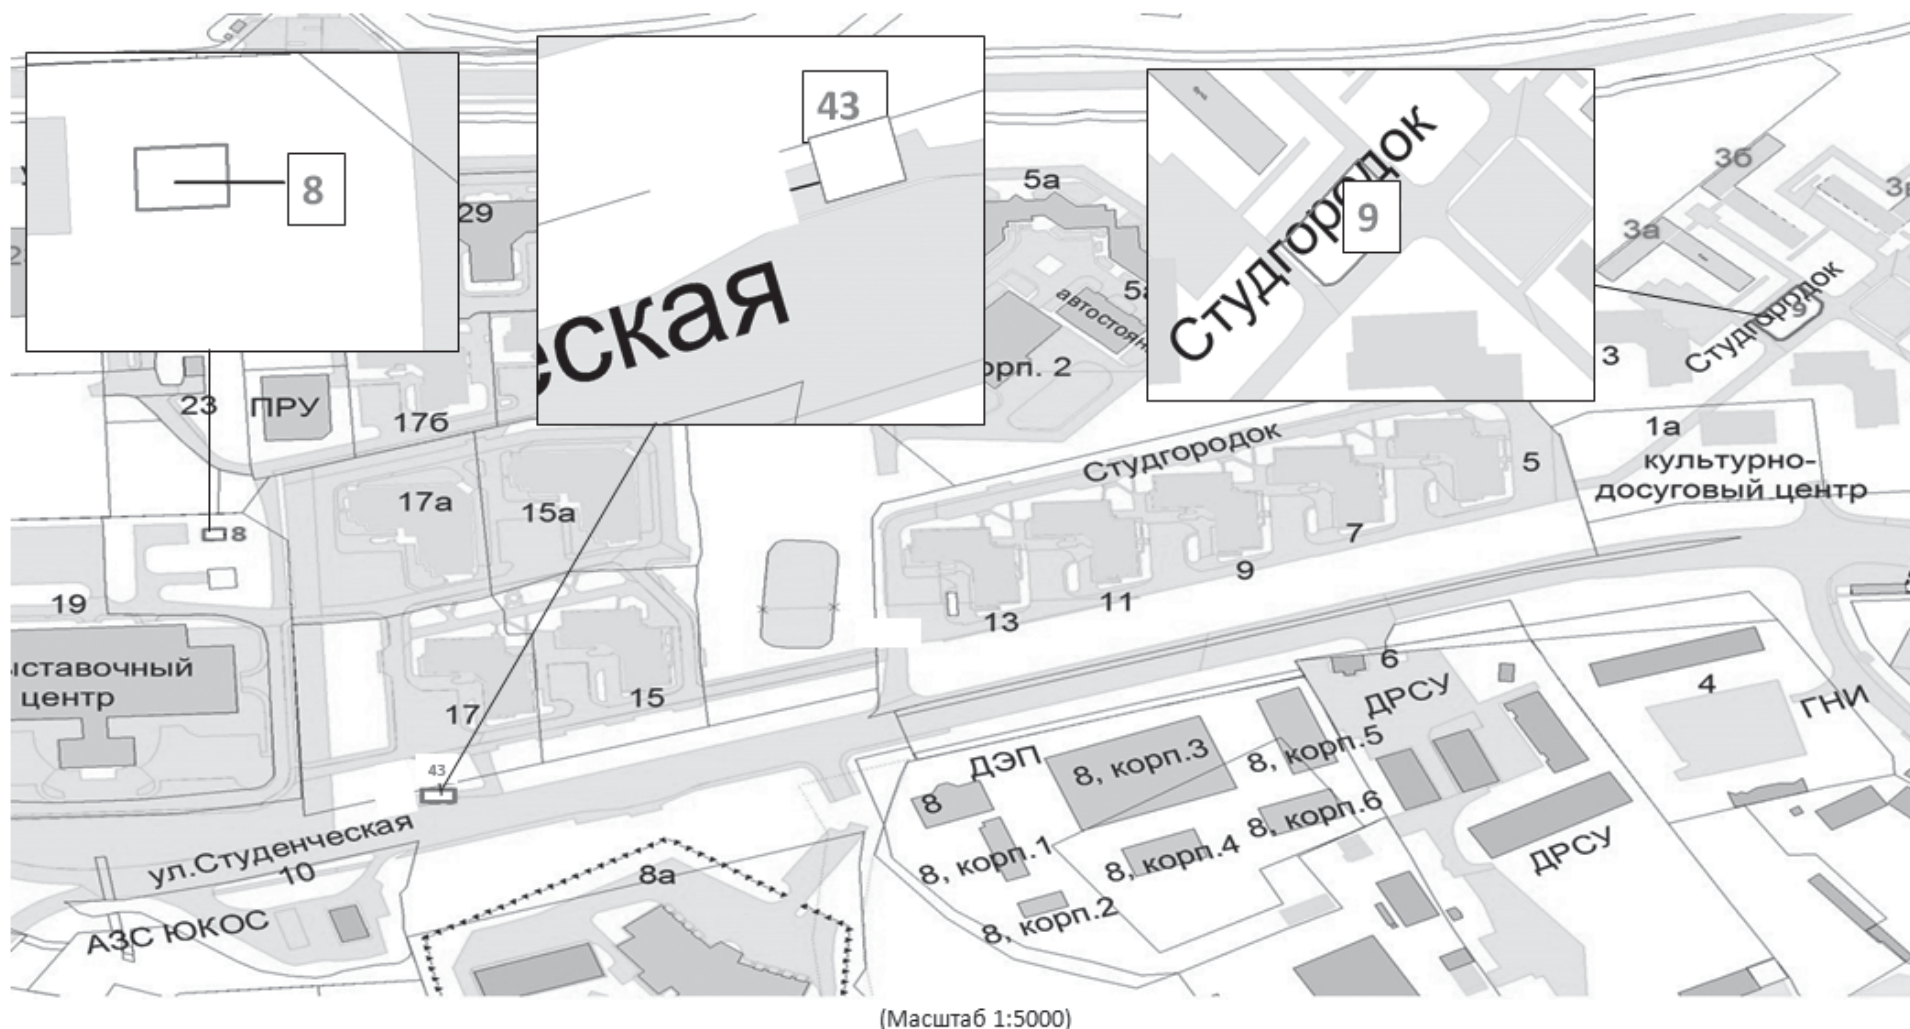 43
8
Студгородок
9
еская
29
5а
автостоян
орп. 2
3б
3а
Студгородок
9
3
23
ПРУ
17б
Студгородок
5
1а
культурно-
досуговый центр
17а
15а
8
7
9
11
13
19
ыставочный
центр
17
15
43
6
ДРСУ
4
ГНИ
ДЭП
8, корп.3
8, корп.5
8
8, корп.6
8, корп.1
8, корп.4
8, корп.2
ДРСУ
ул.Студенческая
10
8а
АЗС ЮКОС
(Масштаб 1:5000)